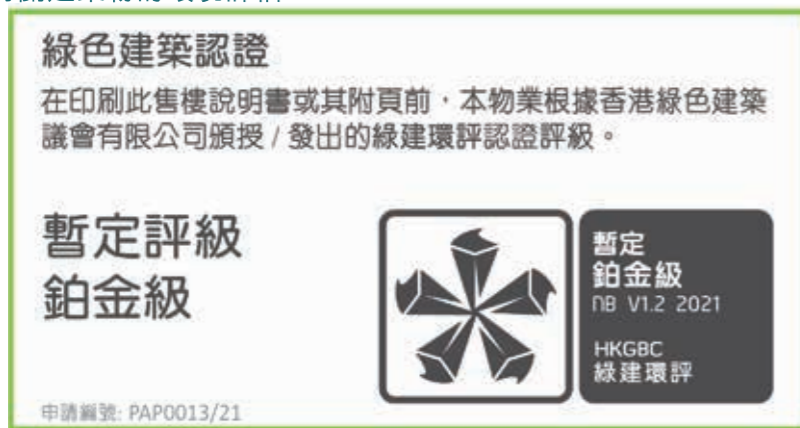 綠色建築認證
在印刷此售樓說明書或其附頁前，本物業根據香港綠色建築
議會有限公司頒授 / 發出的綠建環評認證評級。
暫定評級
鉑金級
暫定
鉑金級
NB V1.2 2021
HKGBC
綠建環評
申請編號: PAP0013/21